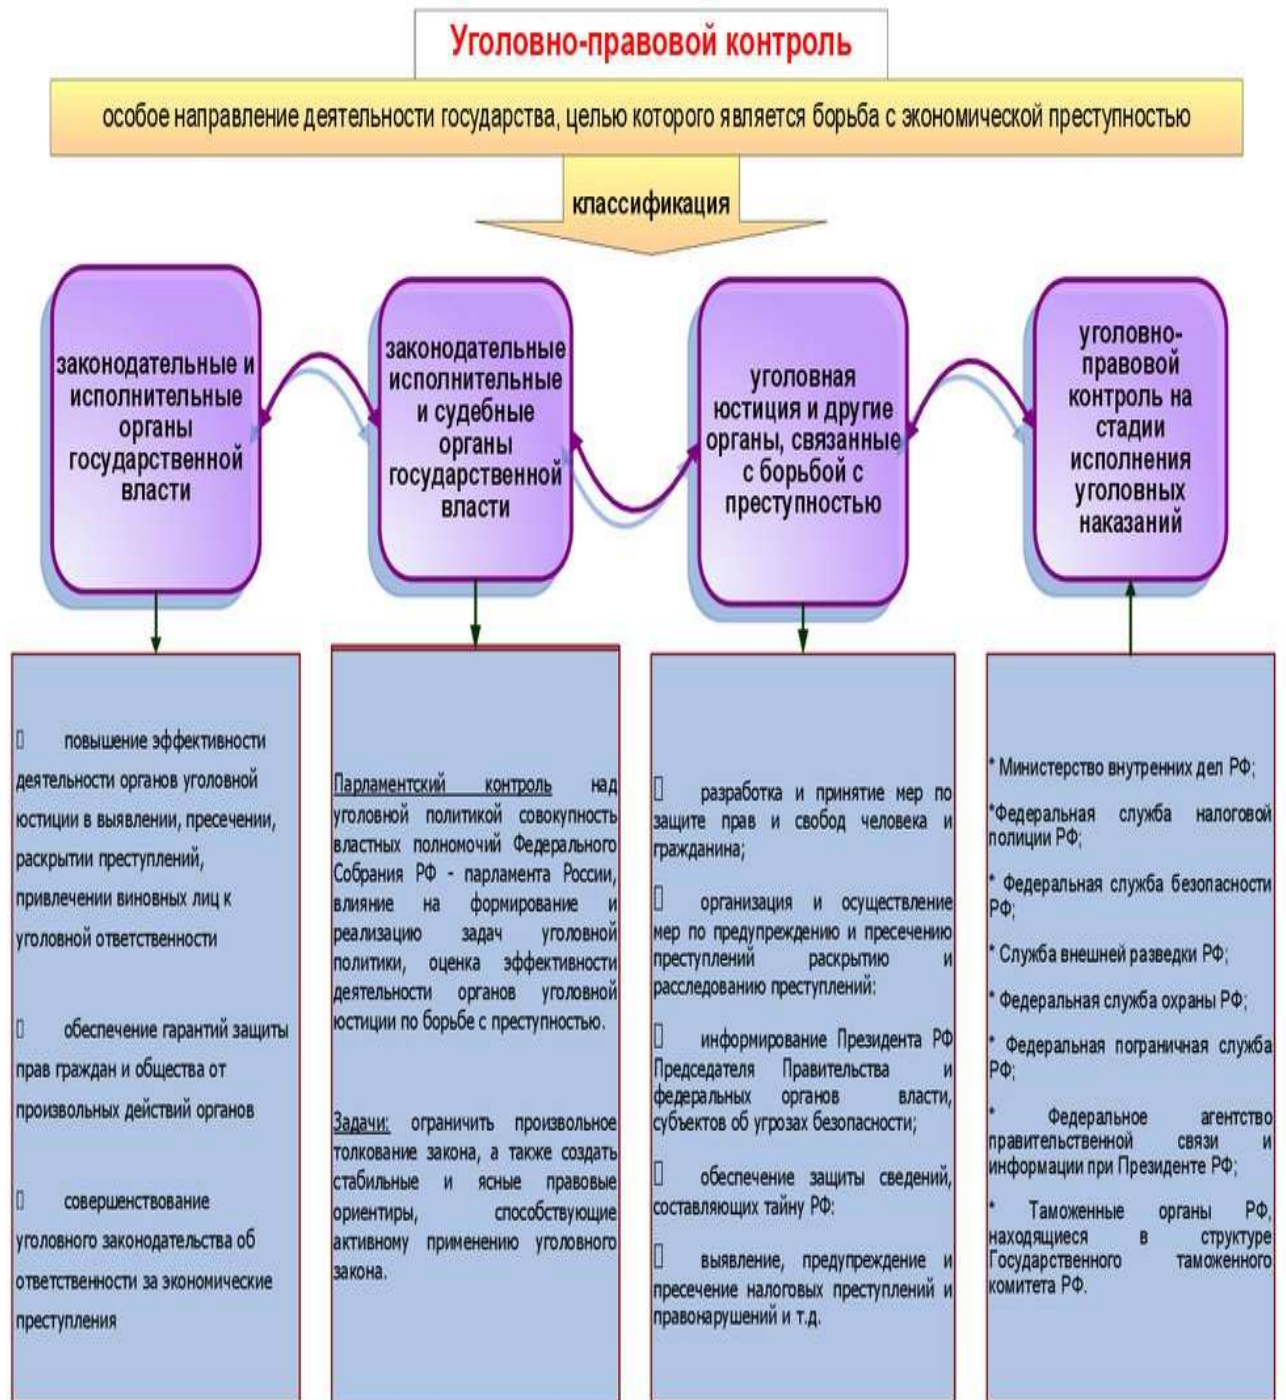 Уголовно-правовой контроль
особое направление деятельности государства, целью которого является борьба с экономической преступностью
классификация
законодательные и
исполнительные
органы
государственной
власти
законодательные
исполнительные
и судебные
органы
государственной
власти
уголовная
юстиция и другие
органы, связанные
с борьбой с
преступностью
уголовно-
правовой
контроль на
стадии
исполнения
уголовных
наказаний
повышение эффективности
деятельности органов уголовной
юстиции в выявлении, пресечении,
раскрытии преступлений,
привлечении виновных лиц к
уголовной ответственности
обеспечение гарантий защиты
прав граждан и общества от
произвольных действий органов
совершенствование
уголовного законодательства об
ответственности за экономические
преступления
Парламентский контроль над
уголовной политикой совокупность
властных полномочий Федерального
Собрания РФ - парламента России,
влияние на формирование и
реализацию задач уголовной
политики, оценка эффективности
деятельности органов уголовной
юстиции по борьбе с преступностью.
Задачи: ограничить произвольное
толкование закона, а также создать
стабильные и ясные правовые
ориентиры, способствующие
активному применению уголовного
закона.
разработка и принятие мер по
защите прав и свобод человека и
гражданина;
организация и осуществление
мер по предупреждению и пресечению
преступлений раскрытию и
расследованию преступлений:
информирование Президента РФ
Председателя Правительства и
федеральных органов власти,
субъектов об угрозах безопасности;
обеспечение защиты сведений,
составляющих тайну РФ:
выявление, предупреждение и
пресечение налоговых преступлений и
правонарушений и т.д.
* Министерство внутренних дел РФ;
*Федеральная служба налоговой
полиции РФ;
* Федеральная служба безопасности
РФ;
* Служба внешней разведки РФ;
* Федеральная служба охраны РФ;
* Федеральная пограничная служба
РФ;
* Федеральное агентство
правительственной связи и
информации при Президенте РФ;
* Таможенные органы РФ,
находящиеся в структуре
Государственного таможенного
комитета РФ.